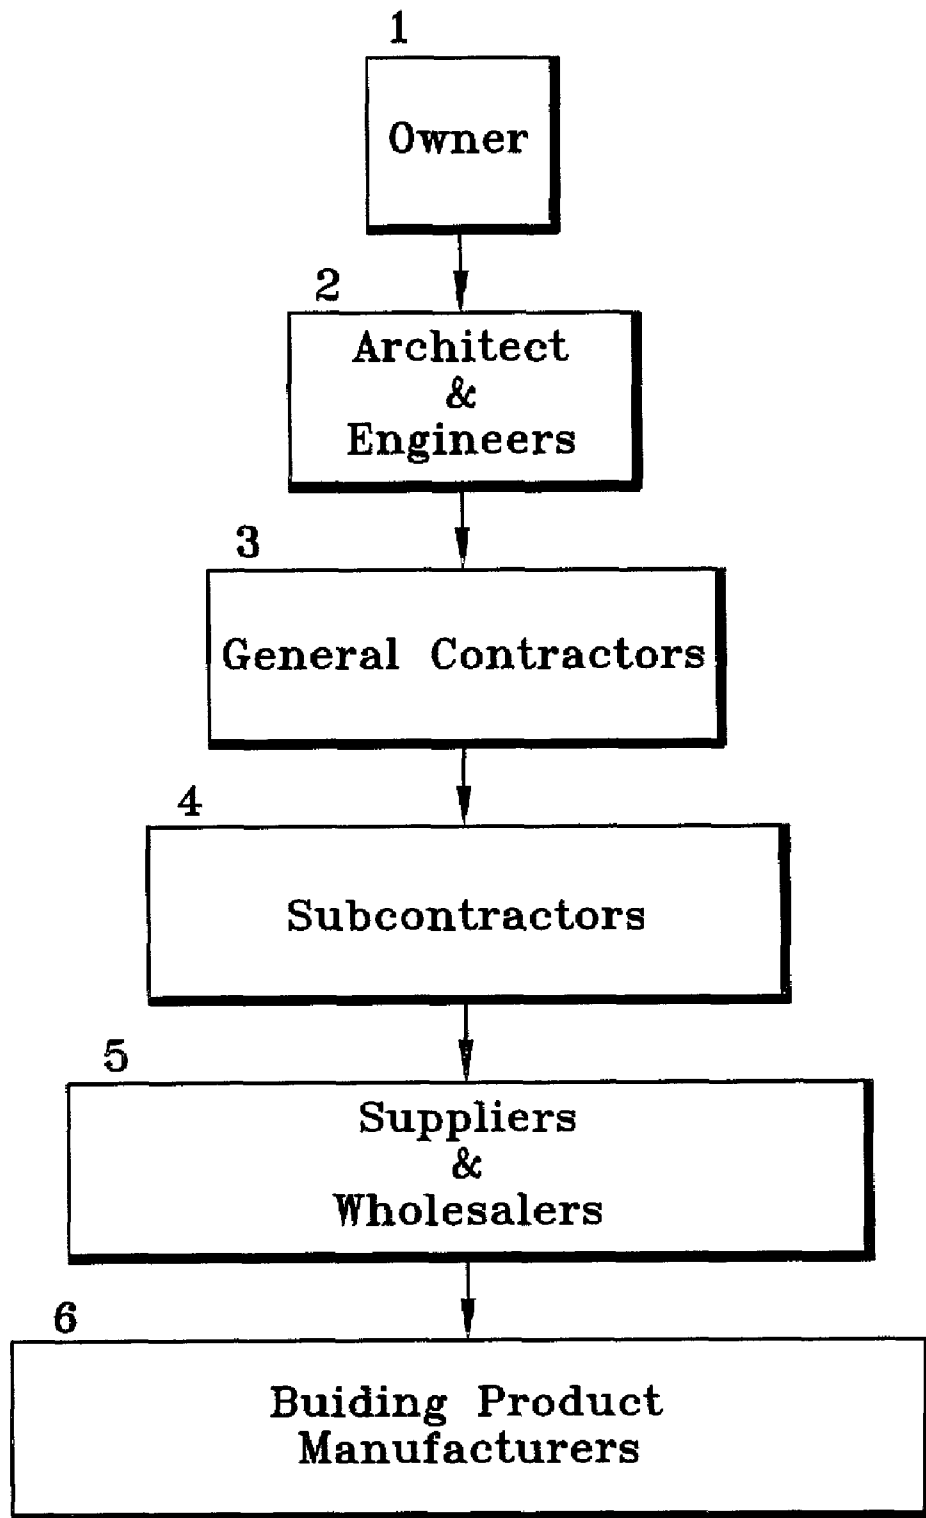 1
Owner
2
Architect
&
Engineers
3
General Contractors
4
Subcontractors
5
Suppliers
&
Wholesalers
6
Buiding Product
Manufacturers